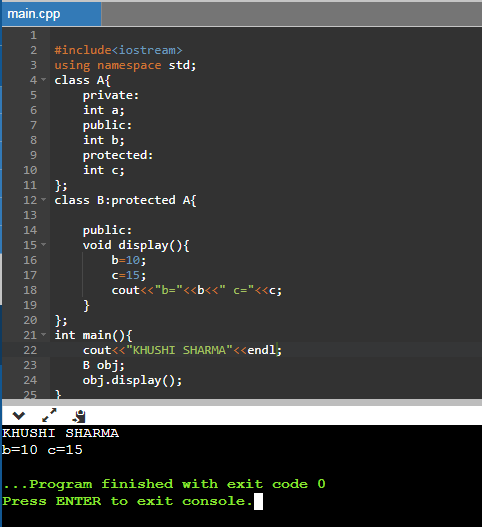 main.cpp
1
2 #include<iostream>
3 using namespace std;
4 class A{
5 private:
6 int a;
7 public:
8 int b;
9 protected:
10 int c;
11 };
12 class B:protected A{
13
14 public:
15 void display(){
16 b=10;
17 c=15;
18 cout<<"b="<<b<<" c="<<c;
19 }
20 };
21 int main(){
22 cout<<"KHUSHI SHARMA"<<endl;
23 B obj;
24 obj.display();
25 }
KHUSHI SHARMA
b=10 c=15
...Program finished with exit code 0
Press ENTER to exit console.